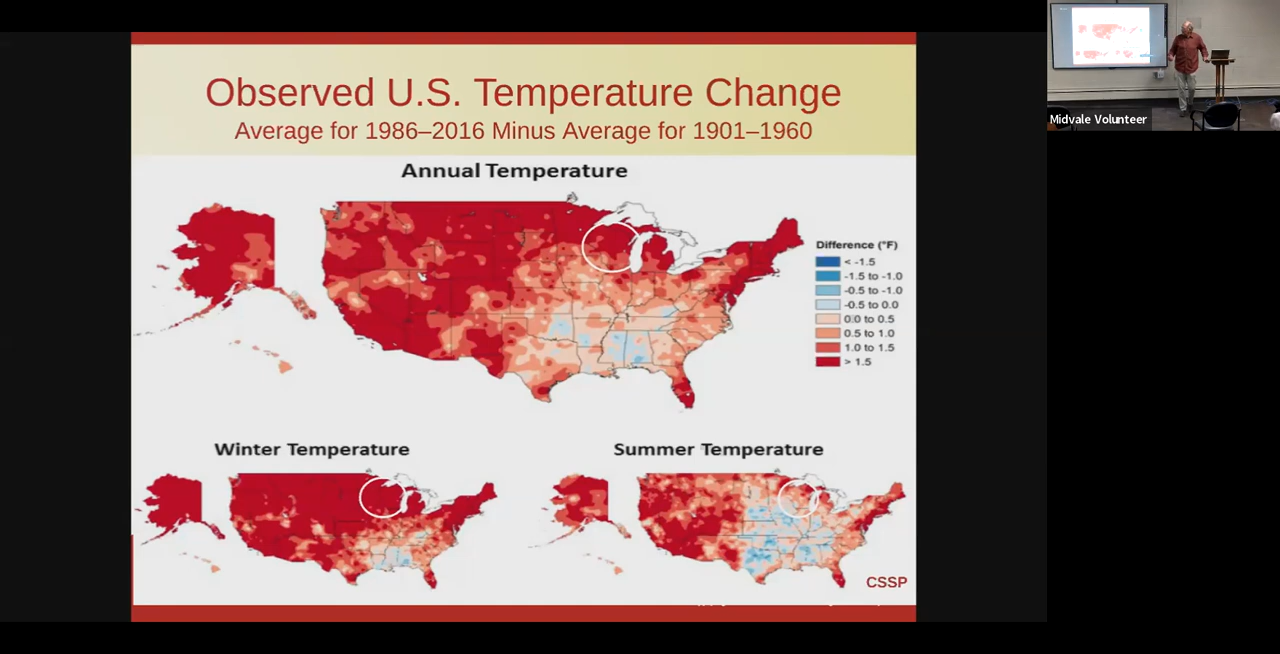 Observed U.S. Temperature Change
Average for 1986–2016 Minus Average for 1901–1960
Annual Temperature
Difference (°F)
< -1.5
-1.5 to -1.0
-0.5 to -1.0
-0.5 to 0.0
0.0 to 0.5
0.5 to 1.0
1.0 to 1.5
> 1.5
Winter Temperature
Summer Temperature
CSSP
Midvale Volunteer